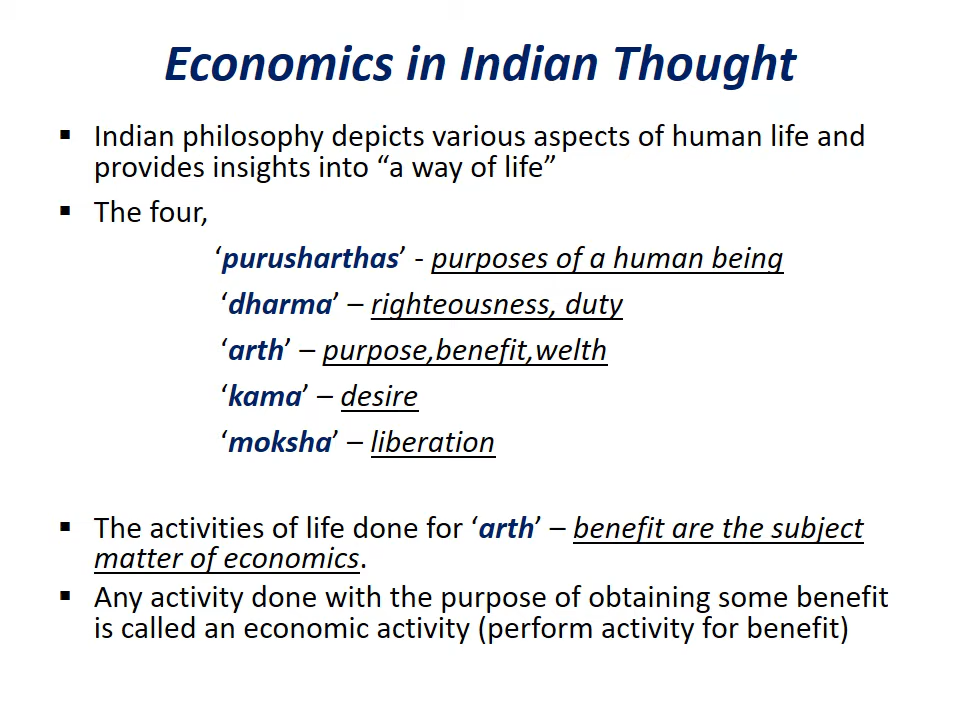 Economics in Indian Thought
▪ Indian philosophy depicts various aspects of human life and
provides insights into “a way of life”
▪ The four,
‘purusharthas’ - purposes of a human being
‘dharma’ – righteousness, duty
‘arth’ – purpose,benefit,welth
‘kama’ – desire
‘moksha’ – liberation
▪ The activities of life done for ‘arth’ – benefit are the subject
matter of economics.
▪ Any activity done with the purpose of obtaining some benefit
is called an economic activity (perform activity for benefit)